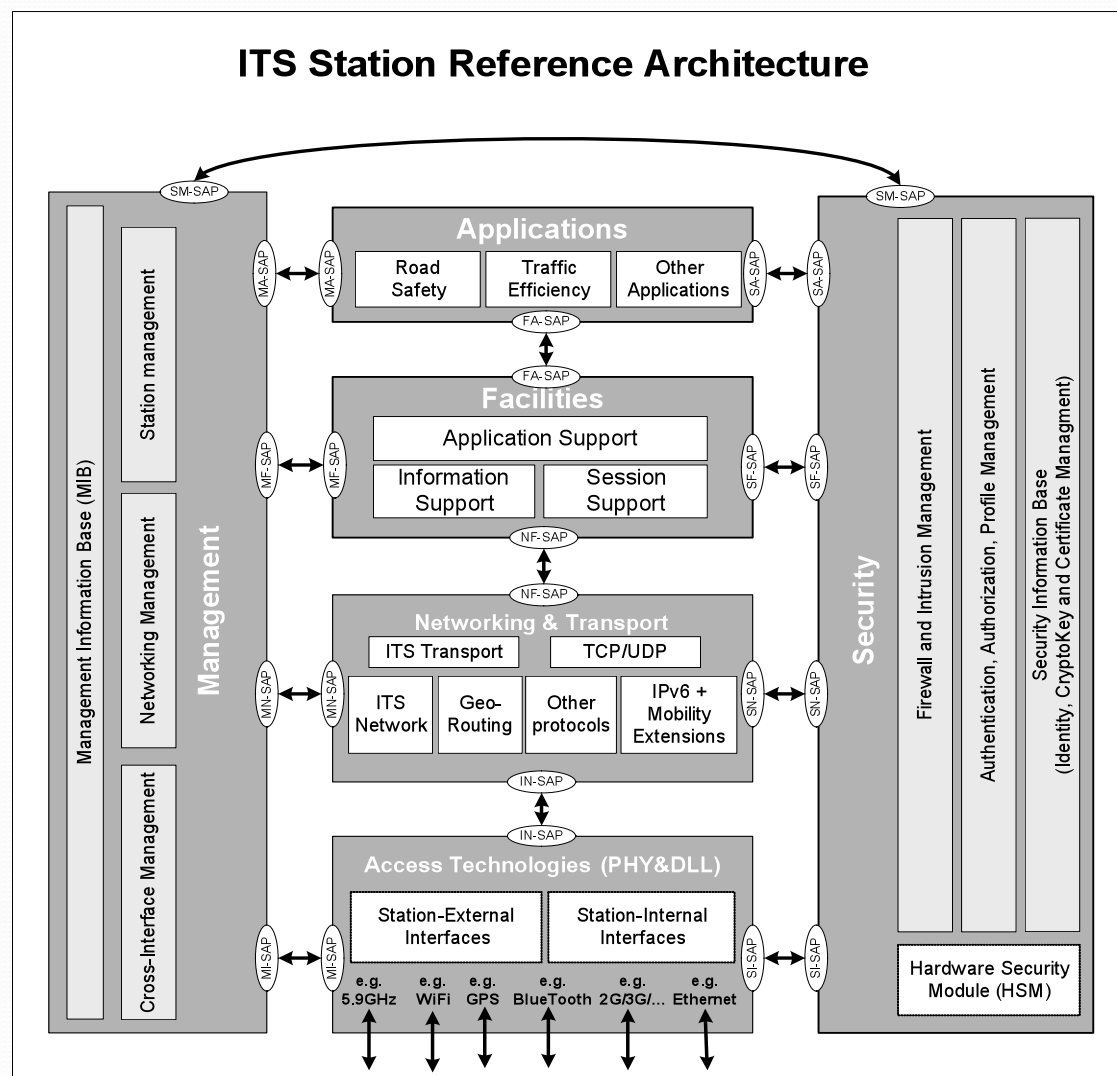 ITS Station Reference Architecture
SM-SAP
SM-SAP
Management Information Base (MIB)
Station management
Networking Management
Cross-Interface Management
Management
MA-SAP
MA-SAP
MF-SAP
MF-SAP
MN-SAP
MN-SAP
MI-SAP
MI-SAP
Applications
Road
Safety
Traffic
Efficiency
Other
Applications
FA-SAP
FA-SAP
Facilities
Application Support
Information
Support
Session
Support
NF-SAP
NF-SAP
Networking & Transport
ITS Transport
TCP/UDP
ITS
Network
Geo-
Routing
Other
protocols
IPv6 +
Mobility
Extensions
IN-SAP
IN-SAP
Access Technologies (PHY&DLL)
Station-External
Interfaces
Station-Internal
Interfaces
e.g.
5.9GHz
e.g.
WiFi
e.g.
GPS
e.g.
BlueTooth
e.g.
2G/3G/...
e.g.
Ethernet
SA-SAP
SA-SAP
SF-SAP
SF-SAP
SN-SAP
SN-SAP
SI-SAP
SI-SAP
Security
Firewall and Intrusion Management
Authentication, Authorization, Profile Management
Security Information Base
(Identity, CryptoKey and Certificate Managment)
Hardware Security
Module (HSM)